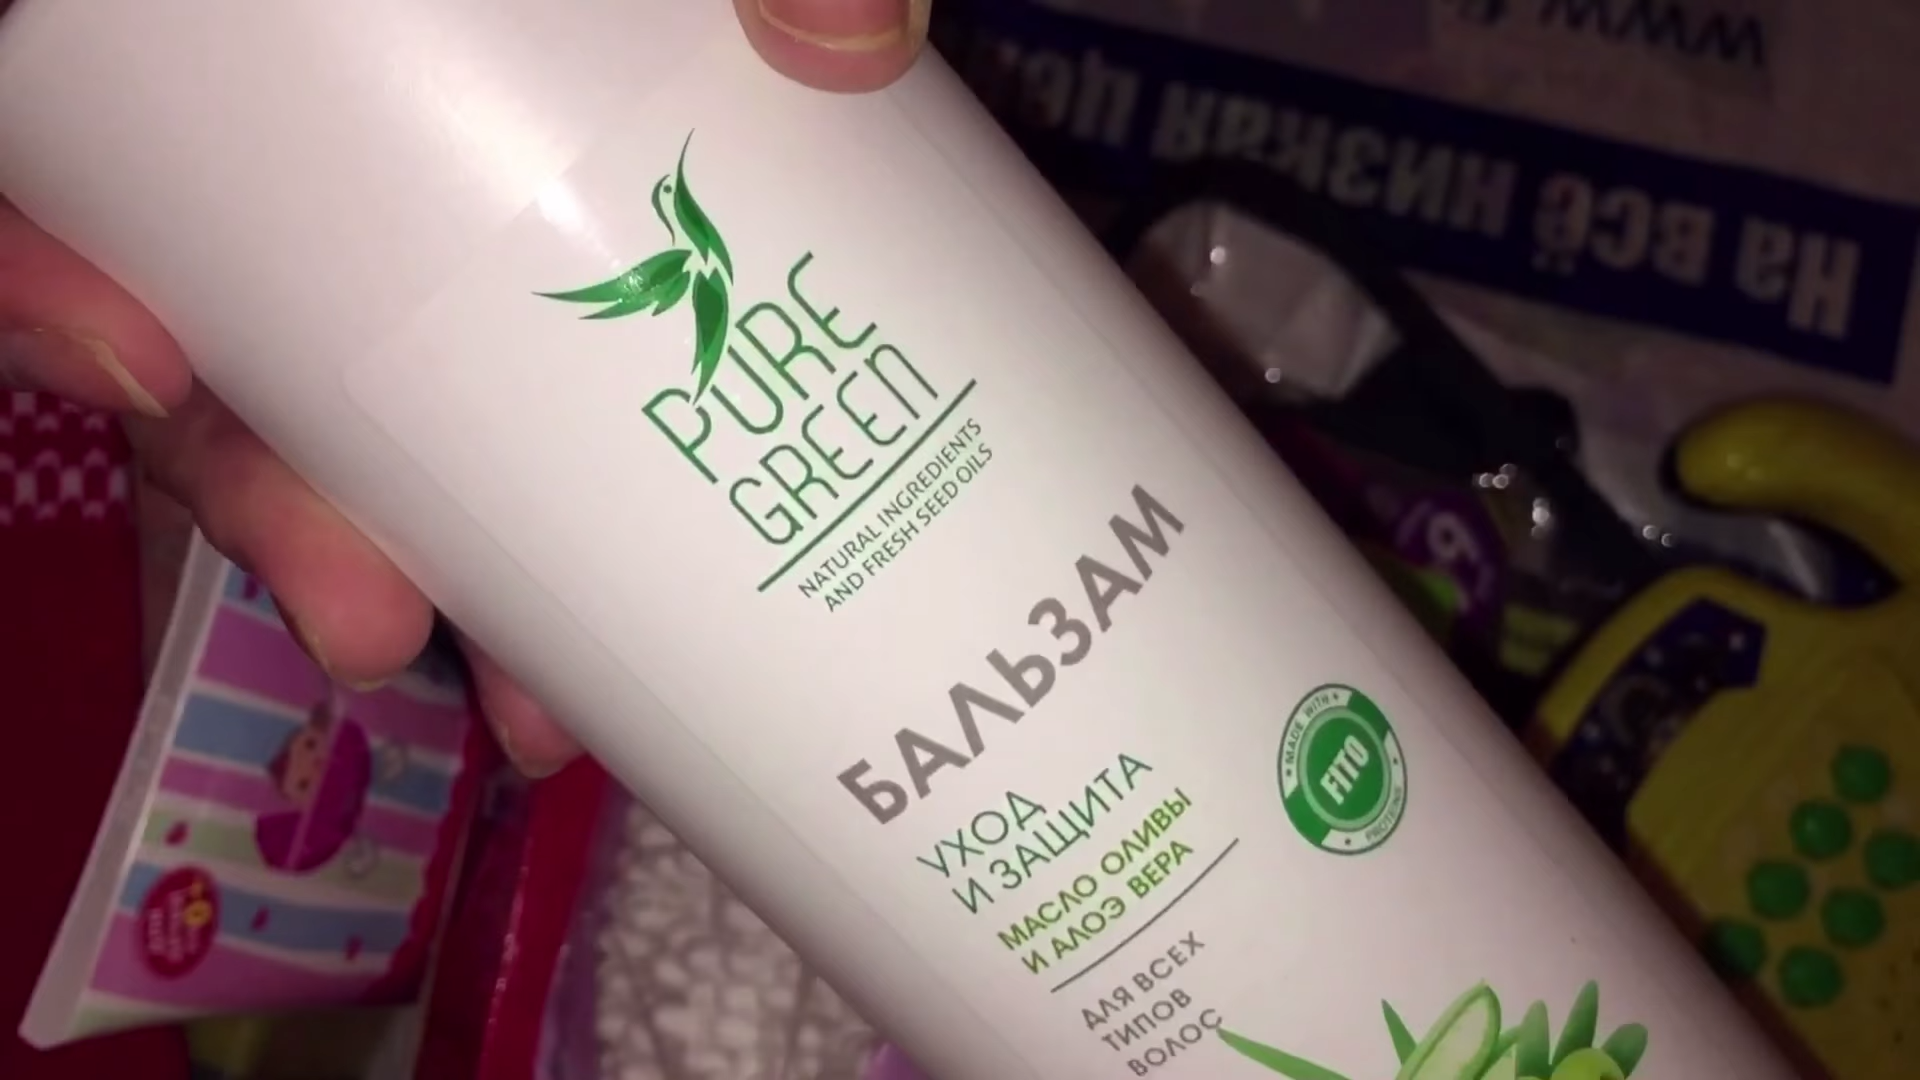 PURE
GREEN
NATURAL INGREDIENTS
AND FRESH SEED OILS
БАЛЬЗАМ
УХОД
И ЗАЩИТА
МАСЛО ОЛИВЫ
И АЛОЭ ВЕРА
ДЛЯ ВСЕХ
ТИПОВ
ВОЛОС
MADE WITH
FITO
PROTEINS
www.
На всё низкая